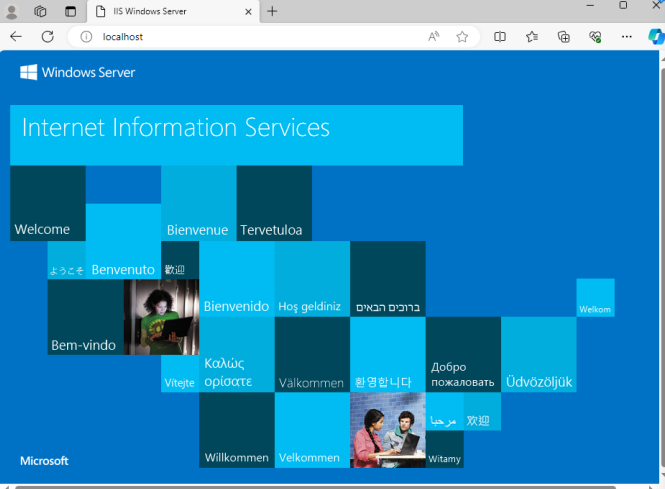 IIS Windows Server
localhost
Windows Server
Internet Information Services
Welcome
Bienvenue
Tervetuloa
ようこそ
Benvenuto
歡迎
Bienvenido
Hoş geldiniz
ברוכים הבאים
Welkom
Bem-vindo
Vítejte
Καλώς
ορίσατε
Välkommen
환영합니다
Добро
пожаловать
Üdvözöljük
Willkommen
Velkommen
مرحبا
欢迎
Witamy
Microsoft